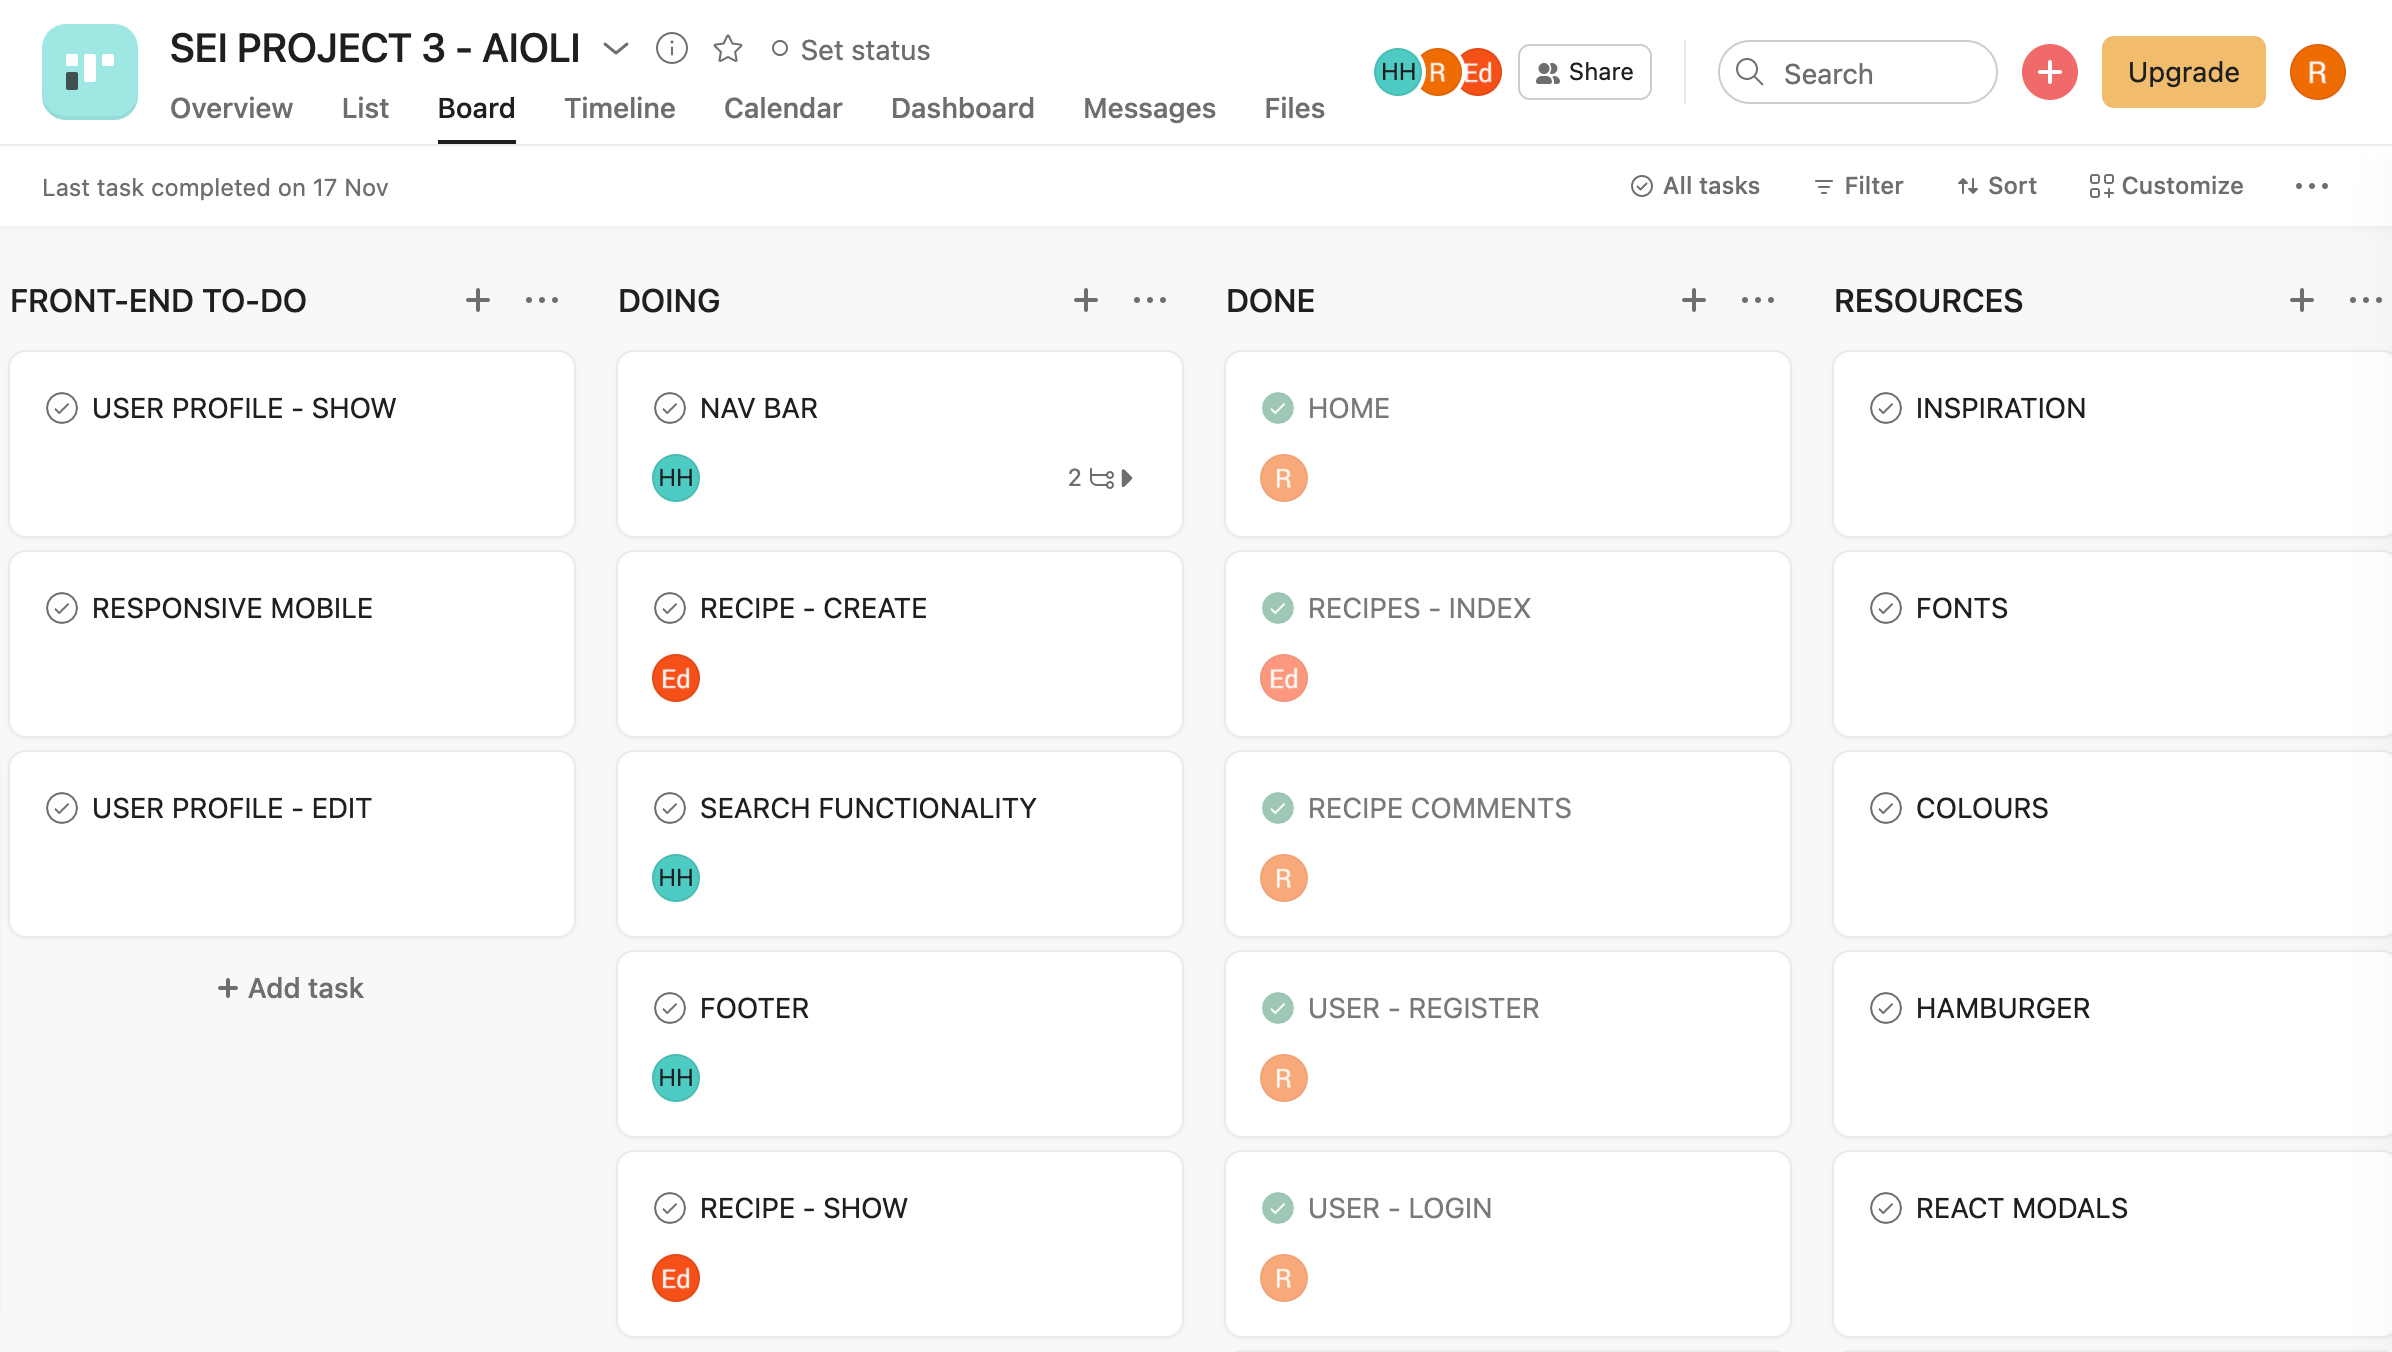 SEI PROJECT 3 - AIOLI
Set status
Overview List Board Timeline Calendar Dashboard Messages Files
HH R Ed
Share
Search
Upgrade
R
Last task completed on 17 Nov
All tasks Filter Sort Customize
FRONT-END TO-DO
USER PROFILE - SHOW
RESPONSIVE MOBILE
USER PROFILE - EDIT
Add task
DOING
NAV BAR
HH 2
RECIPE - CREATE
Ed
SEARCH FUNCTIONALITY
HH
FOOTER
HH
RECIPE - SHOW
Ed
DONE
HOME
R
RECIPES - INDEX
Ed
RECIPE COMMENTS
R
USER - REGISTER
R
USER - LOGIN
R
RESOURCES
INSPIRATION
FONTS
COLOURS
HAMBURGER
REACT MODALS